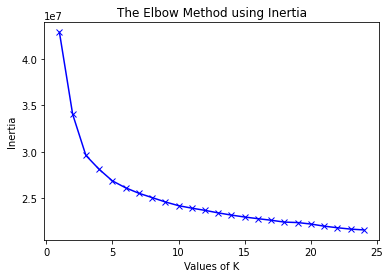 The Elbow Method using Inertia
1e7
4.0
3.5
3.0
2.5
Inertia
0 5 10 15 20 25
Values of K